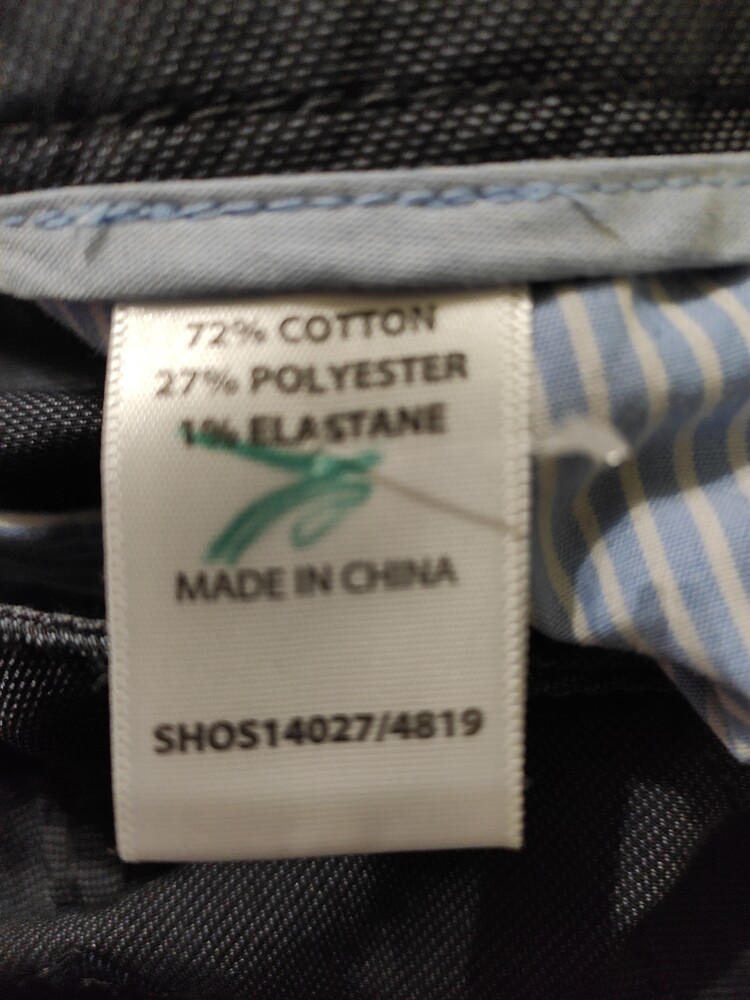 72% COTTON
27% POLYESTER
1% ELASTANE
MADE IN CHINA
SHOS14027/4819